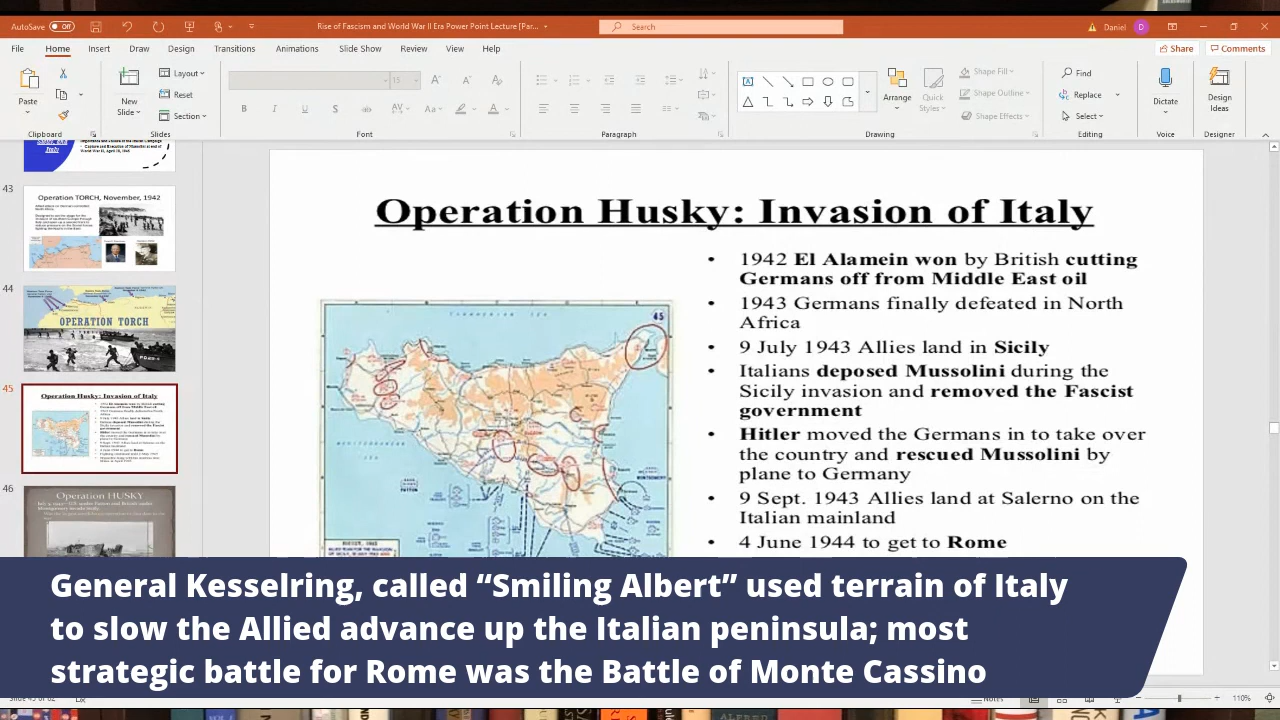 AutoSave Off Rise of Fascism and World War II Era Power Point Lecture [Par... Search Daniel D
File Home Insert Draw Design Transitions Animations Slide Show Review View Help Share Comments
Paste New Slide Layout Reset Section 15 Arrange Quick Styles Shape Fill Shape Outline Shape Effects Find Replace Select Dictate Design Ideas
Clipboard Slides Font Paragraph Drawing Editing Voice Designer
Italy
World War II, April 28, 1945
43
Operation TORCH, November, 1942
44
OPERATION TORCH
45
Operation Husky: Invasion of Italy
46
Operation HUSKY
Operation Husky: Invasion of Italy
45
• 1942 El Alamein won by British cutting
Germans off from Middle East oil
• 1943 Germans finally defeated in North
Africa
• 9 July 1943 Allies land in Sicily
• Italians deposed Mussolini during the
Sicily invasion and removed the Fascist
government
• Hitler moved the Germans in to take over
the country and rescued Mussolini by
plane to Germany
• 9 Sept. 1943 Allies land at Salerno on the
Italian mainland
• 4 June 1944 to get to Rome
General Kesselring, called “Smiling Albert” used terrain of Italy
to slow the Allied advance up the Italian peninsula; most
strategic battle for Rome was the Battle of Monte Cassino
Notes 110%